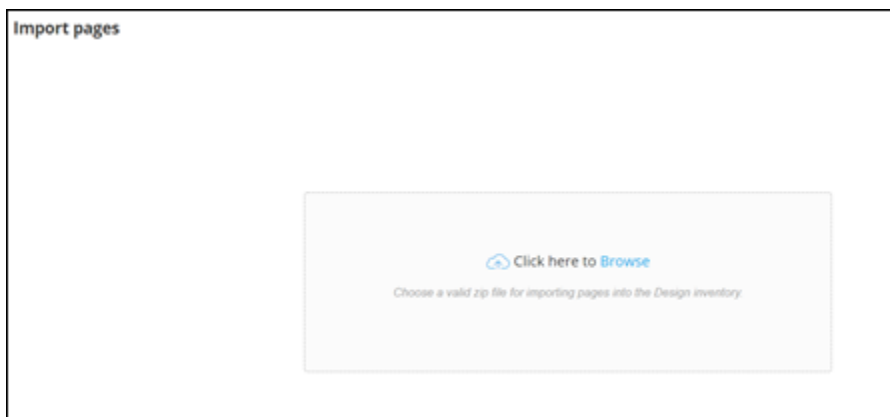 Import pages
Click here to Browse
Choose a valid zip file for importing pages into the Design inventory.